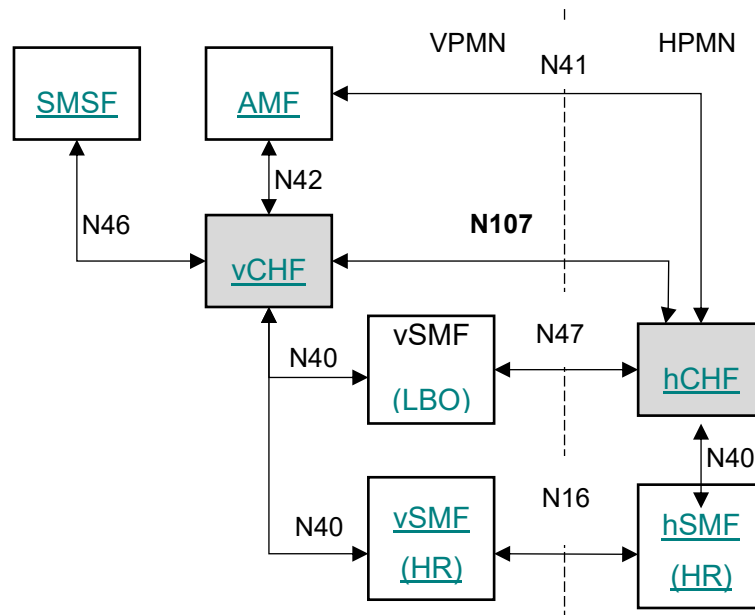 VPMN
HPMN
N41
SMSF
AMF
N42
N46
N107
vCHF
vSMF
(LBO)
N40
N47
hCHF
N40
N40
vSMF
(HR)
N16
hSMF
(HR)